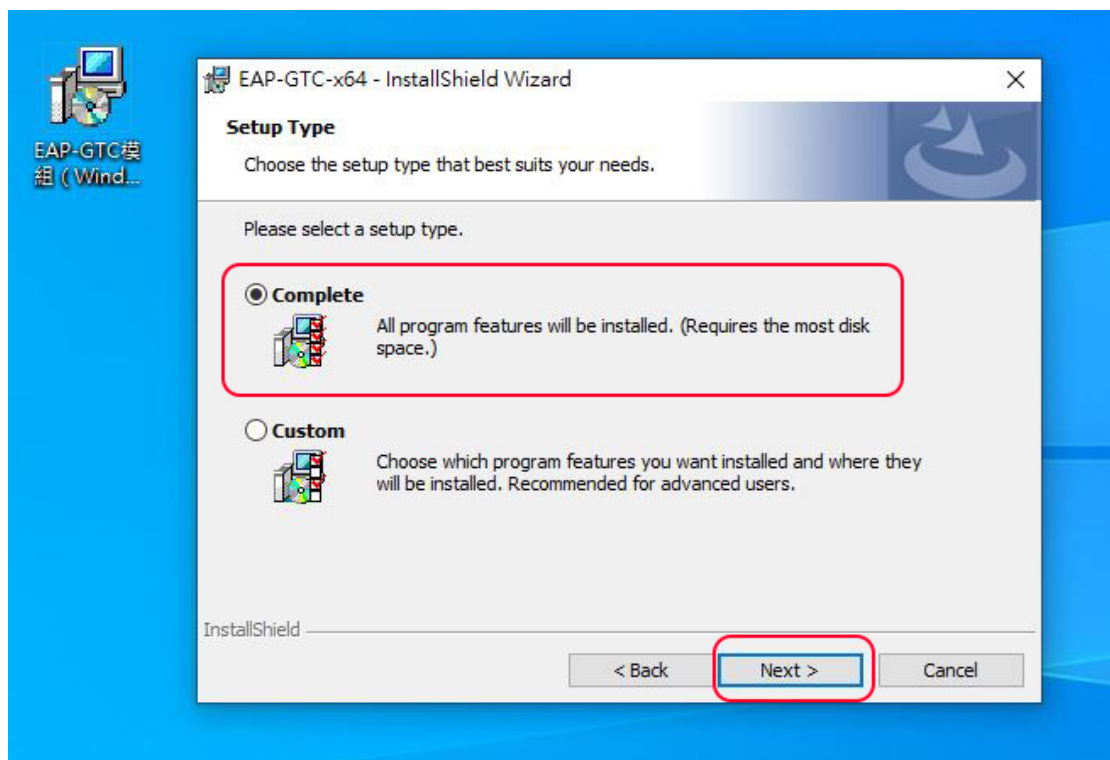 EAP-GTC模
組 ( Wind...
EAP-GTC-x64 - InstallShield Wizard
Setup Type
Choose the setup type that best suits your needs.
Please select a setup type.
Complete
All program features will be installed. (Requires the most disk
space.)
Custom
Choose which program features you want installed and where they
will be installed. Recommended for advanced users.
InstallShield
< Back
Next >
Cancel